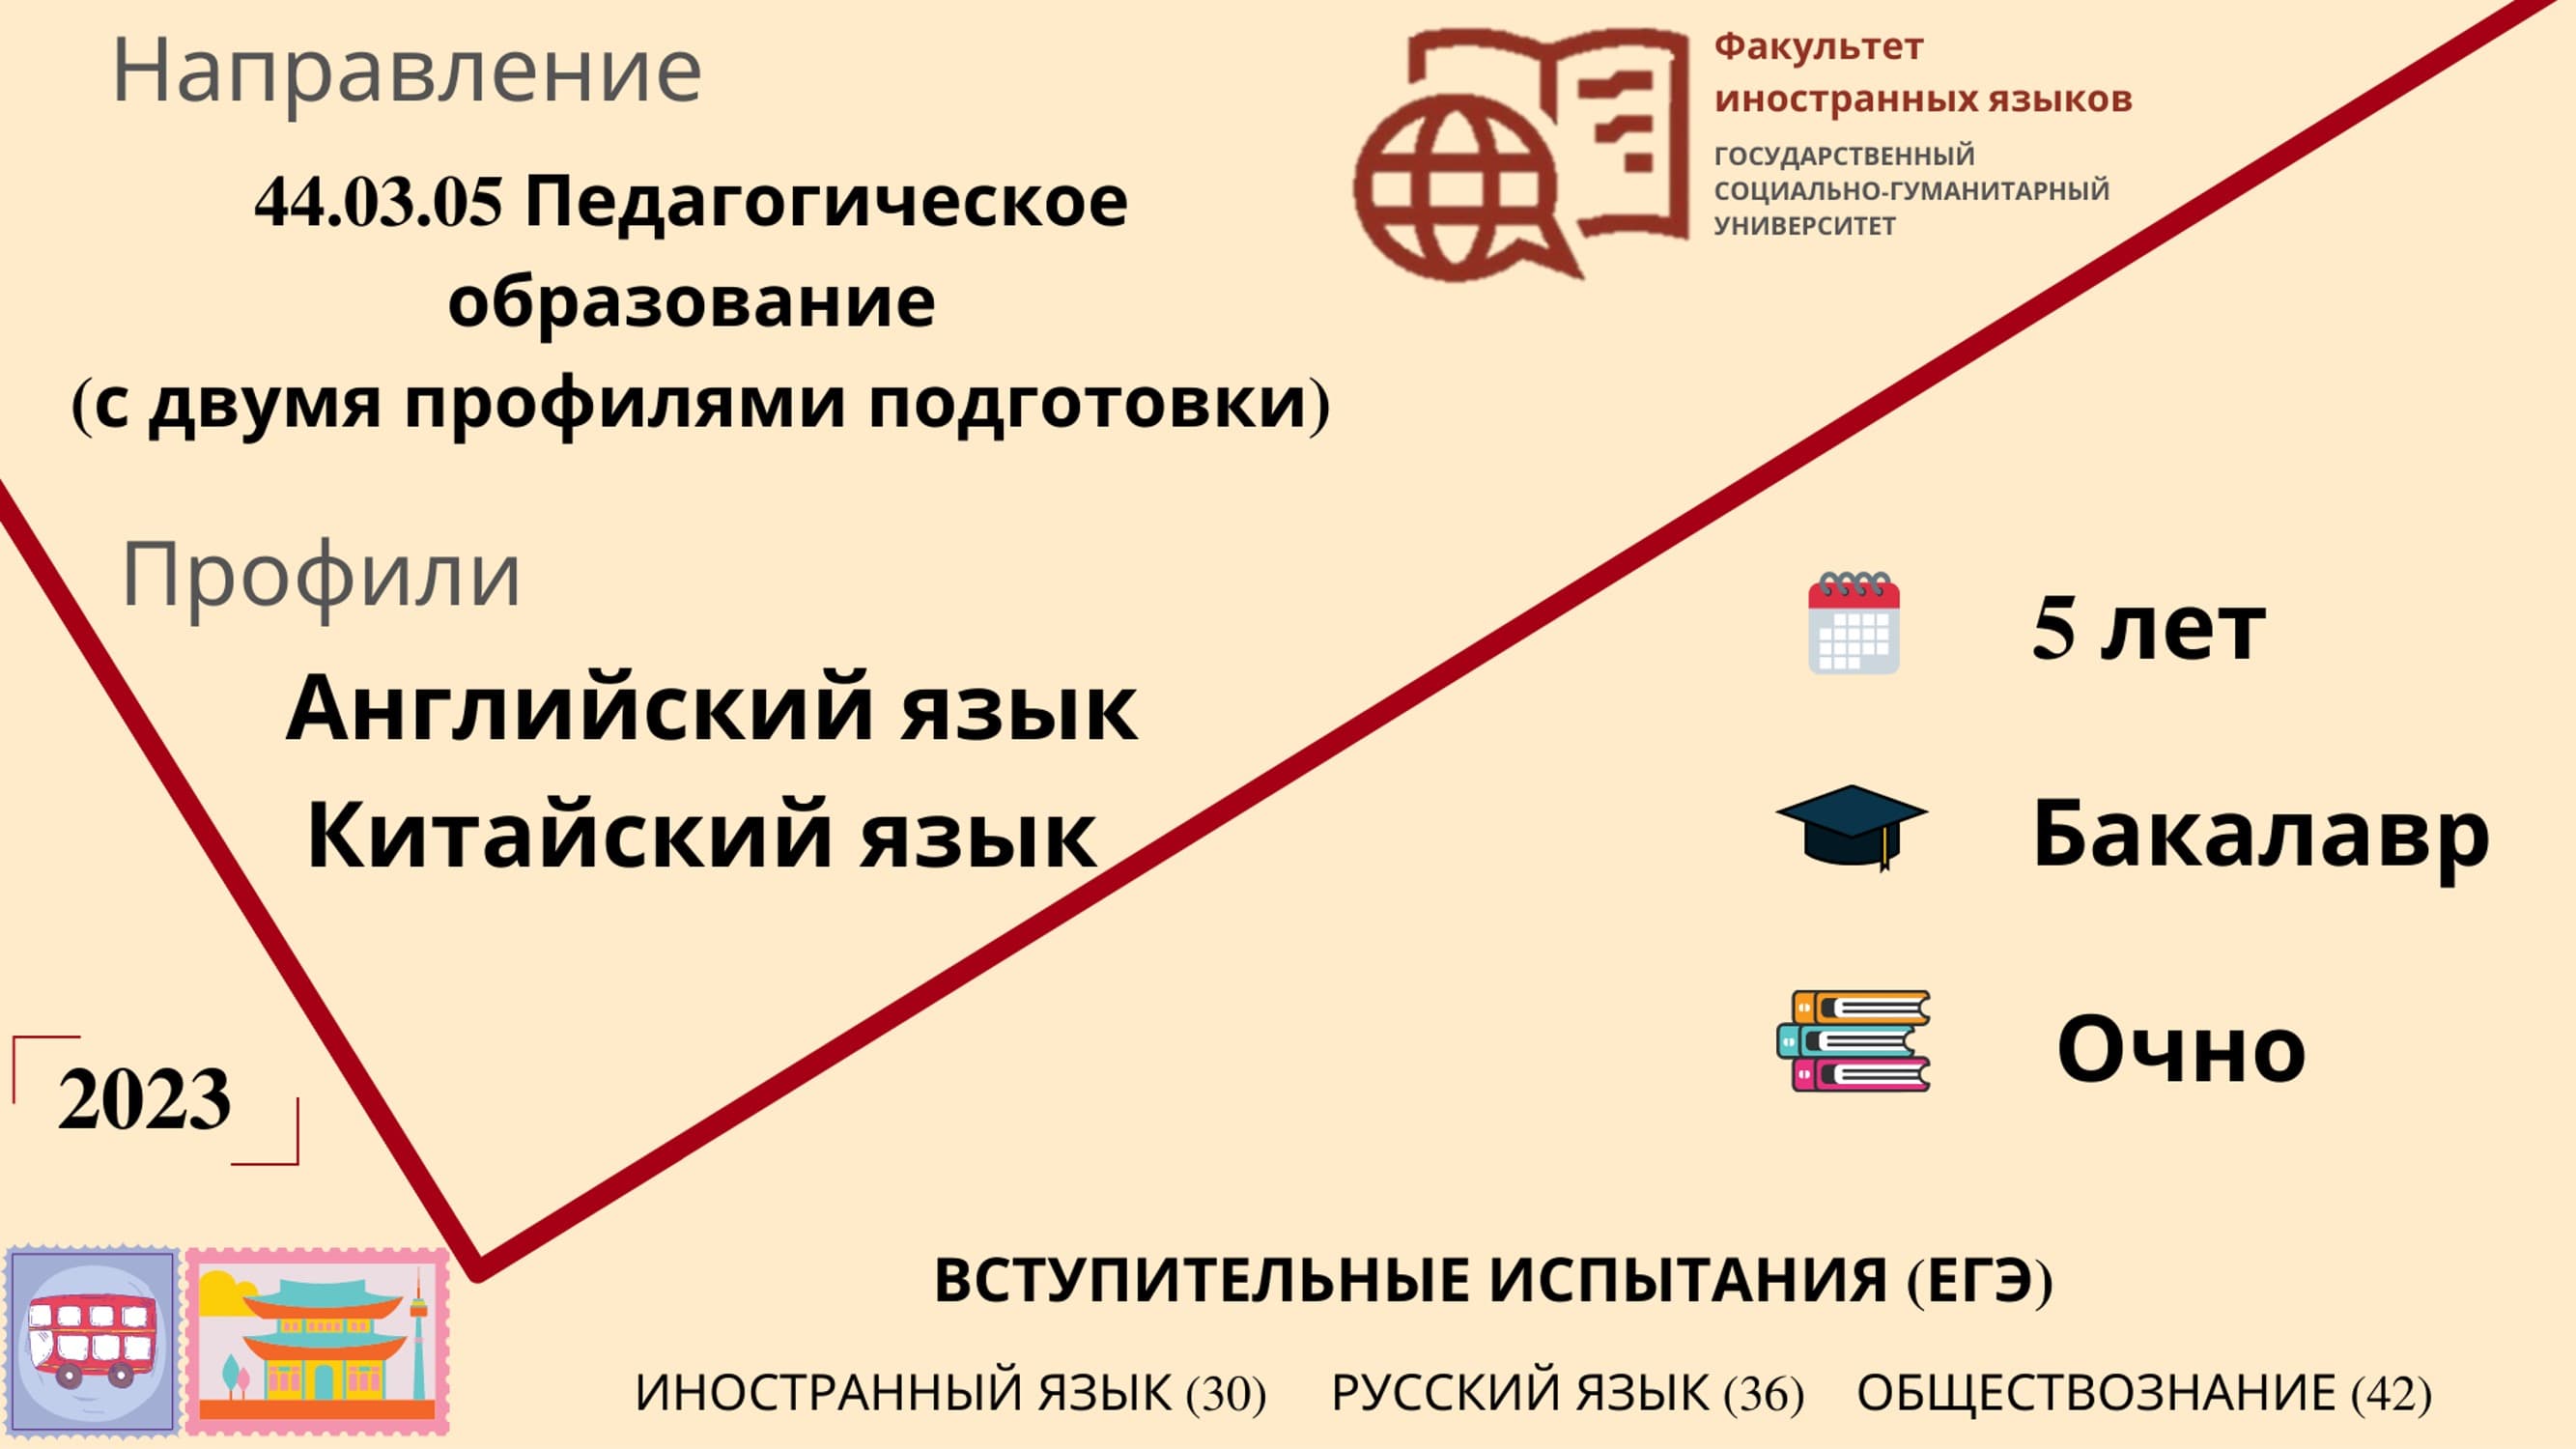 Направление
44.03.05 Педагогическое
образование
(с двумя профилями подготовки)
Факультет
иностранных языков
ГОСУДАРСТВЕННЫЙ
СОЦИАЛЬНО-ГУМАНИТАРНЫЙ
УНИВЕРСИТЕТ
Профили
Английский язык
Китайский язык
5 лет
Бакалавр
Очно
2023
ВСТУПИТЕЛЬНЫЕ ИСПЫТАНИЯ (ЕГЭ)
ИНОСТРАННЫЙ ЯЗЫК (30) РУССКИЙ ЯЗЫК (36) ОБЩЕСТВОЗНАНИЕ (42)